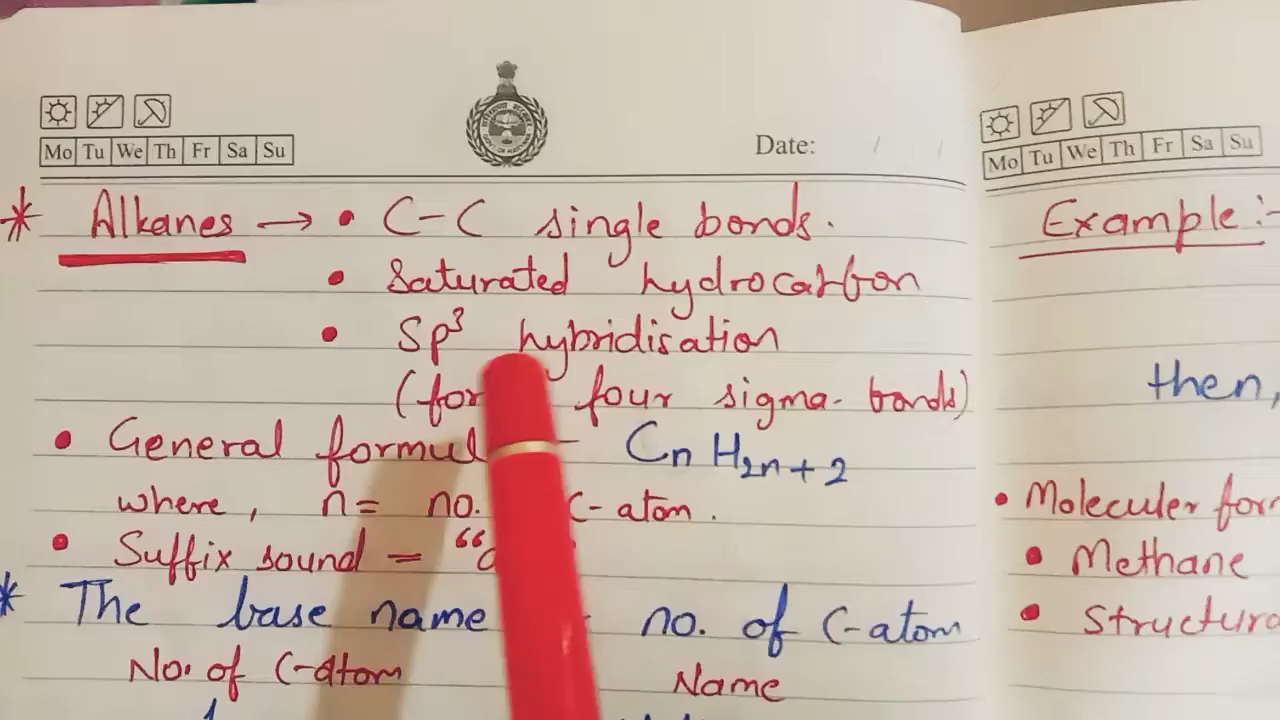 Mo Tu We Th Fr Sa Su
Date: / /
* Alkanes → • C-C single bonds.
• Saturated hydrocarbon
• Sp³ hybridisation
(for four sigma bonds)
• General formul - CnH2n+2
where, n = no. C-atom.
• Suffix sound = “
* The base name no. of C-atom
No. of C-atom Name
Mo Tu We Th Fr Sa Su
Example :-
then,
• Moleculer for
• Methane
• Structura